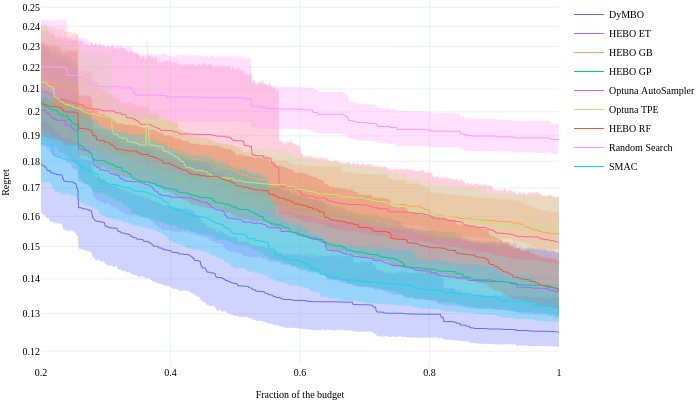 0.25
0.24
0.23
0.22
0.21
0.2
0.19
0.18
0.17
0.16
0.15
0.14
0.13
0.12
Regret
0.2
0.4
0.6
0.8
1
Fraction of the budget
DyMBO
HEBO ET
HEBO GB
HEBO GP
Optuna AutoSampler
Optuna TPE
HEBO RF
Random Search
SMAC